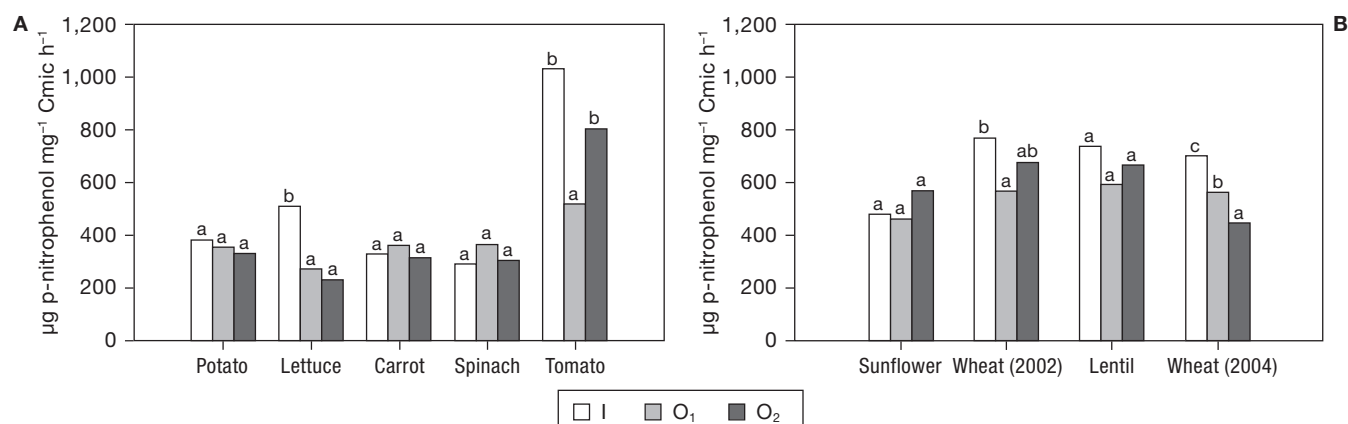 A
B
µg p-nitrophenol mg⁻¹ Cmic h⁻¹
1,200
1,000
800
600
400
200
0
a a a
b a a
a a a
a a a
b a b
Potato Lettuce Carrot Spinach Tomato
µg p-nitrophenol mg⁻¹ Cmic h⁻¹
1,200
1,000
800
600
400
200
0
a a a
b a ab
a a a
c b a
Sunflower Wheat (2002) Lentil Wheat (2004)
I O₁ O₂